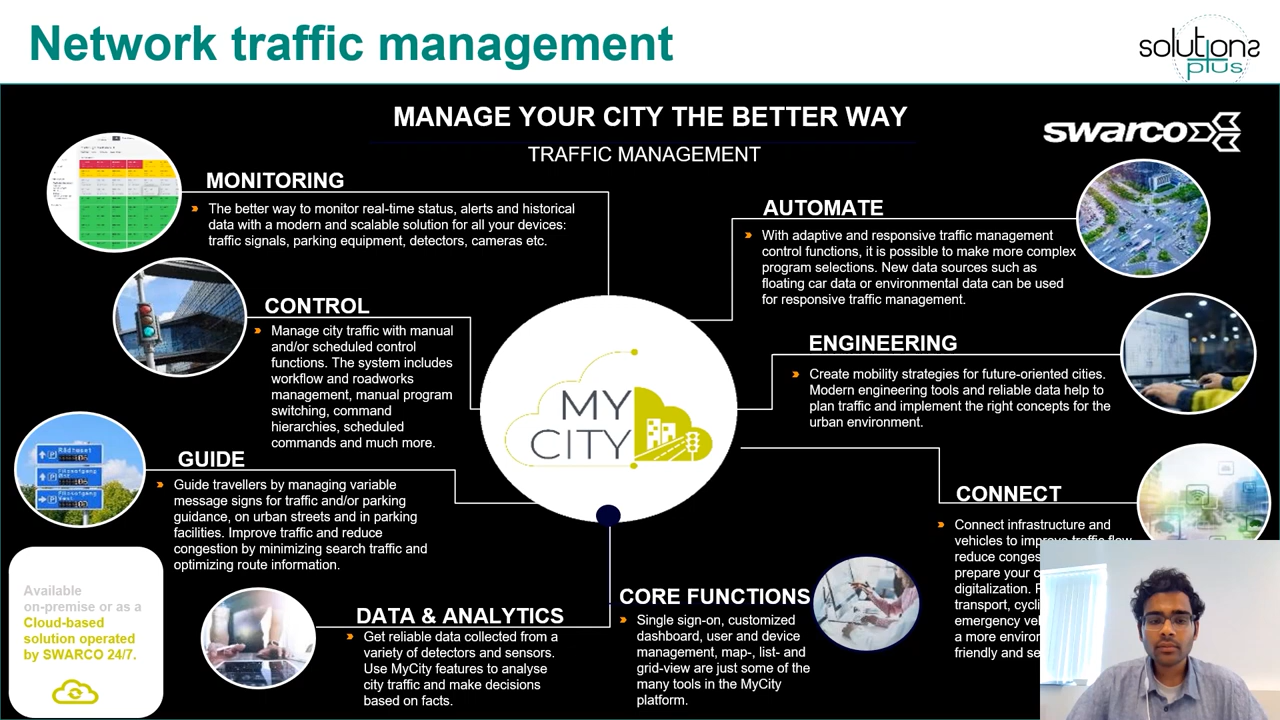 Network traffic management
solutions
plus
MANAGE YOUR CITY THE BETTER WAY
TRAFFIC MANAGEMENT
swarco
MONITORING
The better way to monitor real-time status, alerts and historical
data with a modern and scalable solution for all your devices:
traffic signals, parking equipment, detectors, cameras etc.
CONTROL
Manage city traffic with manual
and/or scheduled control
functions. The system includes
workflow and roadworks
management, manual program
switching, command
hierarchies, scheduled
commands and much more.
GUIDE
Guide travellers by managing variable
message signs for traffic and/or parking
guidance, on urban streets and in parking
facilities. Improve traffic and reduce
congestion by minimizing search traffic and
optimizing route information.
Available
on-premise or as a
Cloud-based
solution operated
by SWARCO 24/7.
DATA & ANALYTICS
Get reliable data collected from a
variety of detectors and sensors.
Use MyCity features to analyse
city traffic and make decisions
based on facts.
MY
CITY
CORE FUNCTIONS
Single sign-on, customized
dashboard, user and device
management, map-, list- and
grid-view are just some of the
many tools in the MyCity
platform.
AUTOMATE
With adaptive and responsive traffic management
control functions, it is possible to make more complex
program selections. New data sources such as
floating car data or environmental data can be used
for responsive traffic management.
ENGINEERING
Create mobility strategies for future-oriented cities.
Modern engineering tools and reliable data help to
plan traffic and implement the right concepts for the
urban environment.
CONNECT
Connect infrastructure and
vehicles to improve traffic flow
reduce conges
prepare your c
digitalization.
transport, cycli
emergency veh
a more environ
friendly and se